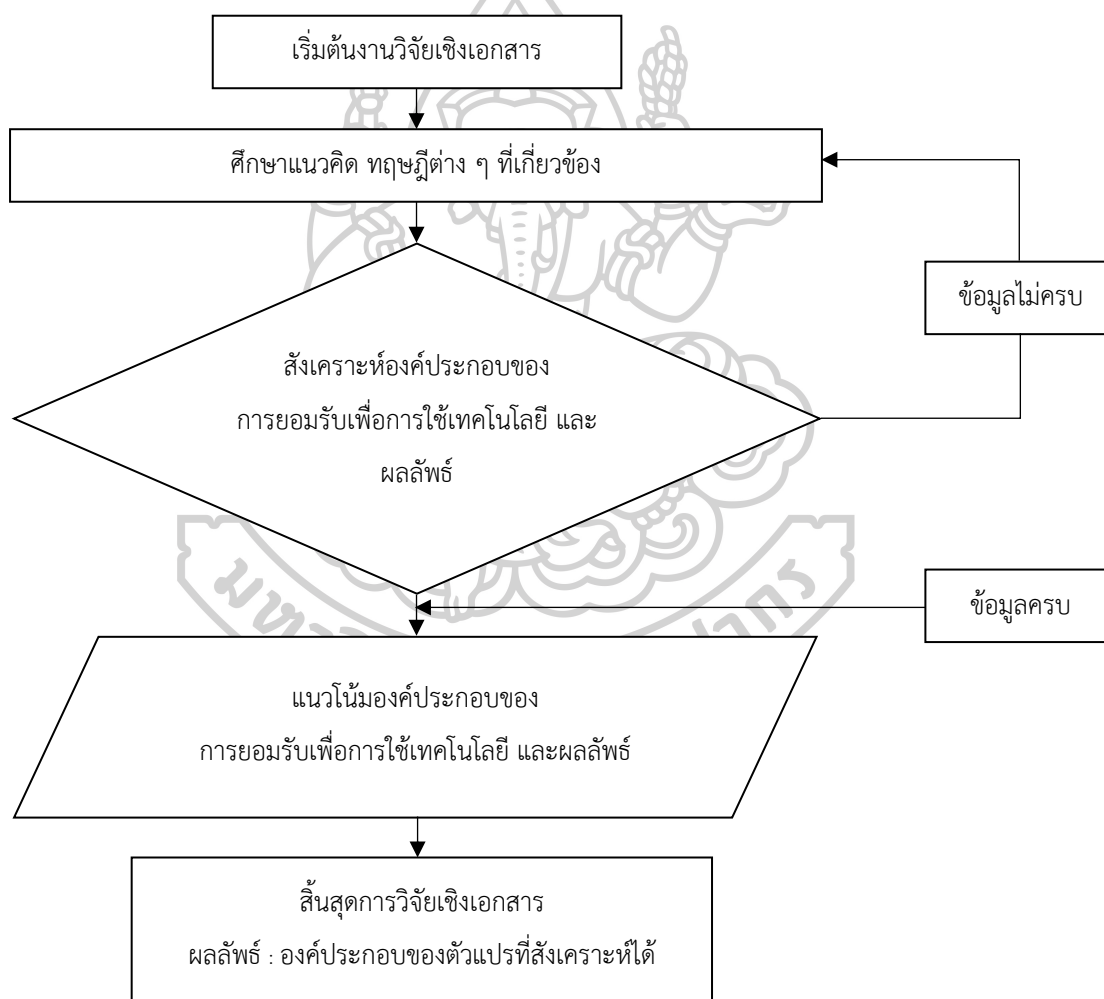 เริ่มต้นงานวิจัยเชิงเอกสาร
ศึกษาแนวคิด ทฤษฎีต่าง ๆ ที่เกี่ยวข้อง
ข้อมูลไม่ครบ
สังเคราะห์องค์ประกอบของ
การยอมรับเพื่อการใช้เทคโนโลยี และ
ผลลัพธ์
ข้อมูลครบ
แนวโน้มองค์ประกอบของ
การยอมรับเพื่อการใช้เทคโนโลยี และผลลัพธ์
สิ้นสุดการวิจัยเชิงเอกสาร
ผลลัพธ์ : องค์ประกอบของตัวแปรที่สังเคราะห์ได้